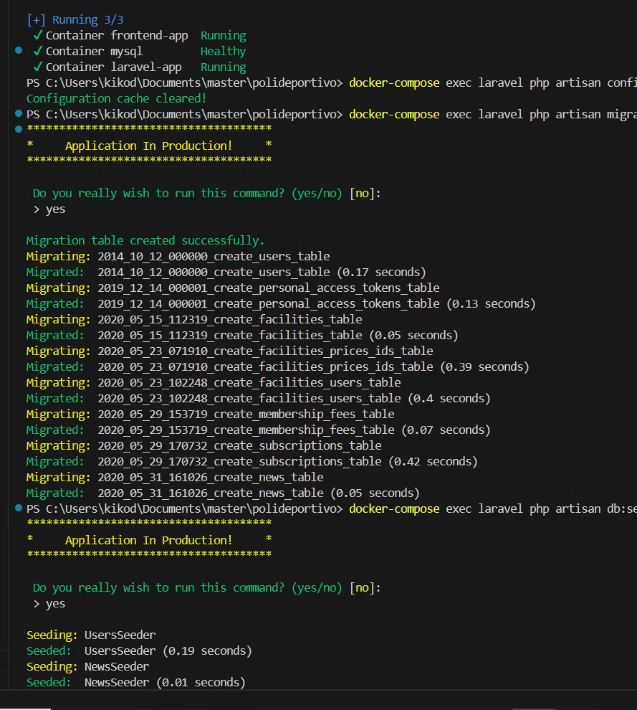 [+] Running 3/3
✓ Container frontend-app Running
✓ Container mysql Healthy
✓ Container laravel-app Running
PS C:\Users\kikod\Documents\master\polideportivo> docker-compose exec laravel php artisan confi
Configuration cache cleared!
PS C:\Users\kikod\Documents\master\polideportivo> docker-compose exec laravel php artisan migra
**************************************
* Application In Production! *
**************************************
Do you really wish to run this command? (yes/no) [no]:
> yes
Migration table created successfully.
Migrating: 2014_10_12_000000_create_users_table
Migrated: 2014_10_12_000000_create_users_table (0.17 seconds)
Migrating: 2019_12_14_000001_create_personal_access_tokens_table
Migrated: 2019_12_14_000001_create_personal_access_tokens_table (0.13 seconds)
Migrating: 2020_05_15_112319_create_facilities_table
Migrated: 2020_05_15_112319_create_facilities_table (0.05 seconds)
Migrating: 2020_05_23_071910_create_facilities_prices_ids_table
Migrated: 2020_05_23_071910_create_facilities_prices_ids_table (0.39 seconds)
Migrating: 2020_05_23_102248_create_facilities_users_table
Migrated: 2020_05_23_102248_create_facilities_users_table (0.4 seconds)
Migrating: 2020_05_29_153719_create_membership_fees_table
Migrated: 2020_05_29_153719_create_membership_fees_table (0.07 seconds)
Migrating: 2020_05_29_170732_create_subscriptions_table
Migrated: 2020_05_29_170732_create_subscriptions_table (0.42 seconds)
Migrating: 2020_05_31_161026_create_news_table
Migrated: 2020_05_31_161026_create_news_table (0.05 seconds)
PS C:\Users\kikod\Documents\master\polideportivo> docker-compose exec laravel php artisan db:se
**************************************
* Application In Production! *
**************************************
Do you really wish to run this command? (yes/no) [no]:
> yes
Seeding: UsersSeeder
Seeded: UsersSeeder (0.19 seconds)
Seeding: NewsSeeder
Seeded: NewsSeeder (0.01 seconds)